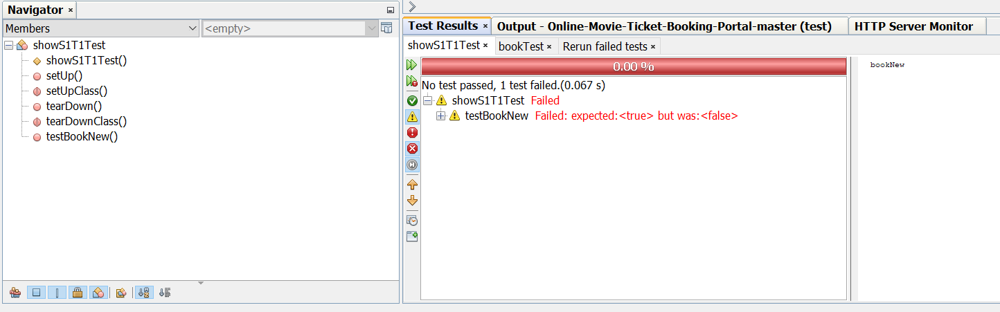 Navigator ×
Members
<empty>
showS1T1Test
showS1T1Test()
setUp()
setUpClass()
tearDown()
tearDownClass()
testBookNew()
Test Results × Output - Online-Movie-Ticket-Booking-Portal-master (test) HTTP Server Monitor
showS1T1Test × bookTest × Rerun failed tests ×
0.00 %
No test passed, 1 test failed.(0.067 s)
showS1T1Test Failed
testBookNew Failed: expected:<true> but was:<false>
bookNew